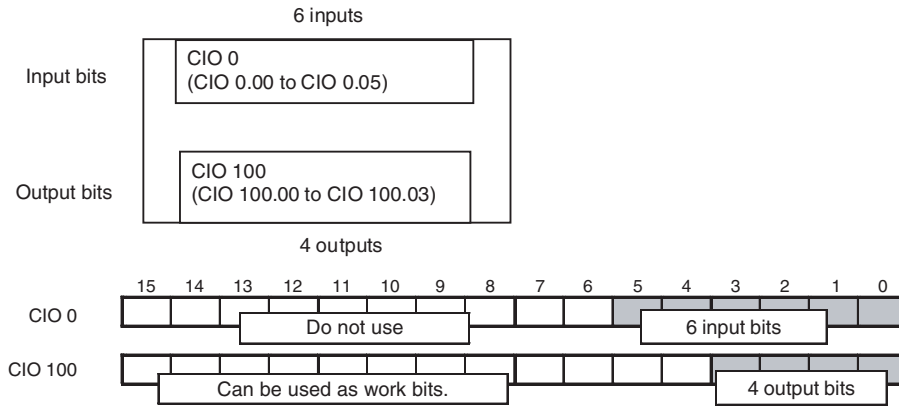 6 inputs
Input bits
CIO 0
(CIO 0.00 to CIO 0.05)
Output bits
CIO 100
(CIO 100.00 to CIO 100.03)
4 outputs
15 14 13 12 11 10 9 8 7 6 5 4 3 2 1 0
CIO 0
Do not use
6 input bits
CIO 100
Can be used as work bits.
4 output bits